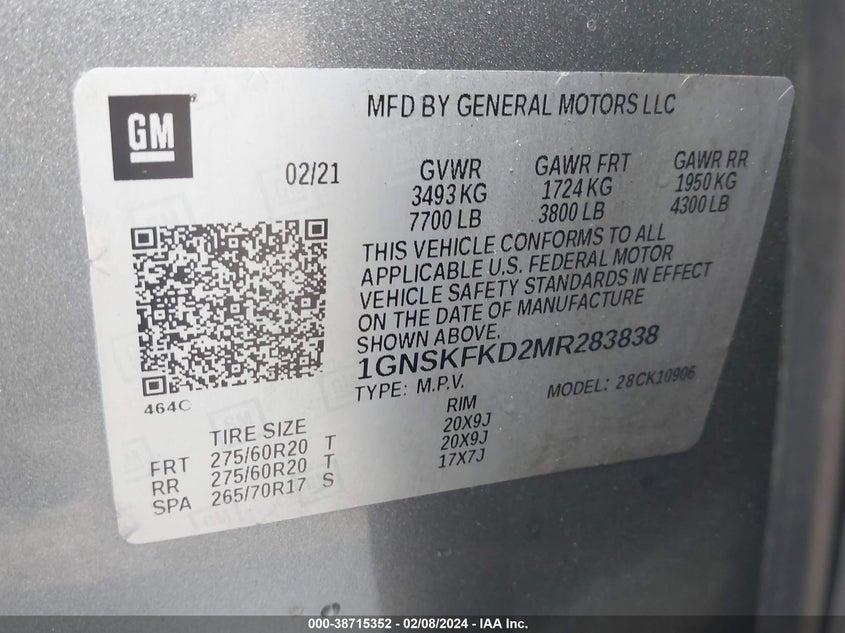 GM
MFD BY GENERAL MOTORS LLC
02/21
GVWR GAWR FRT GAWR RR
3493 KG 1724 KG 1950 KG
7700 LB 3800 LB 4300 LB
THIS VEHICLE CONFORMS TO ALL
APPLICABLE U.S. FEDERAL MOTOR
VEHICLE SAFETY STANDARDS IN EFFECT
ON THE DATE OF MANUFACTURE
SHOWN ABOVE.
1GNSKFKD2MR283838
TYPE: M.P.V. MODEL: 28CK10906
464C
TIRE SIZE RIM
FRT 275/60R20 T 20X9J
RR 275/60R20 T 20X9J
SPA 265/70R17 S 17X7J
000-38715352 - 02/08/2024 - IAA Inc.